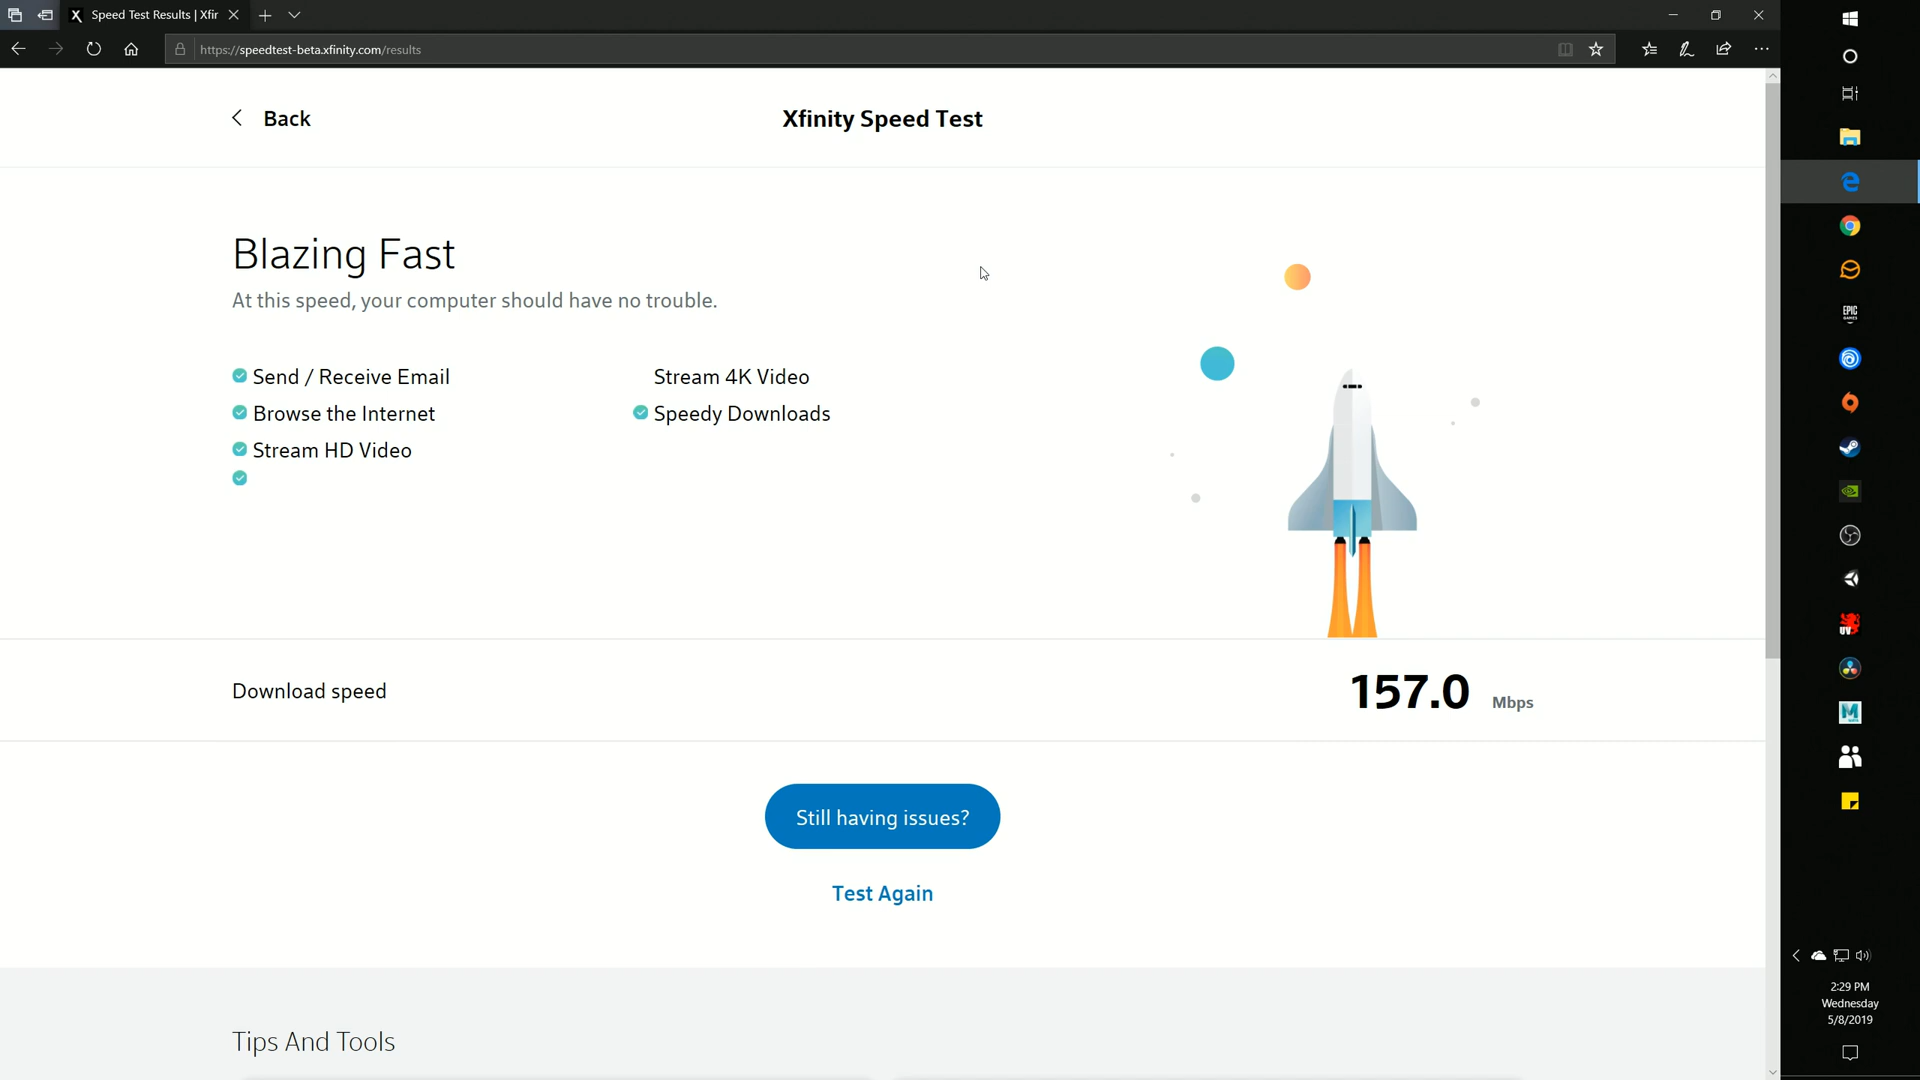 Speed Test Results | Xfir
https://speedtest-beta.xfinity.com/results
Back
Xfinity Speed Test
Blazing Fast
At this speed, your computer should have no trouble.
Send / Receive Email
Stream 4K Video
Browse the Internet
Speedy Downloads
Stream HD Video
Download speed
157.0 Mbps
Still having issues?
Test Again
Tips And Tools
EPIC
GAMES
UV
M
2:29 PM
Wednesday
5/8/2019